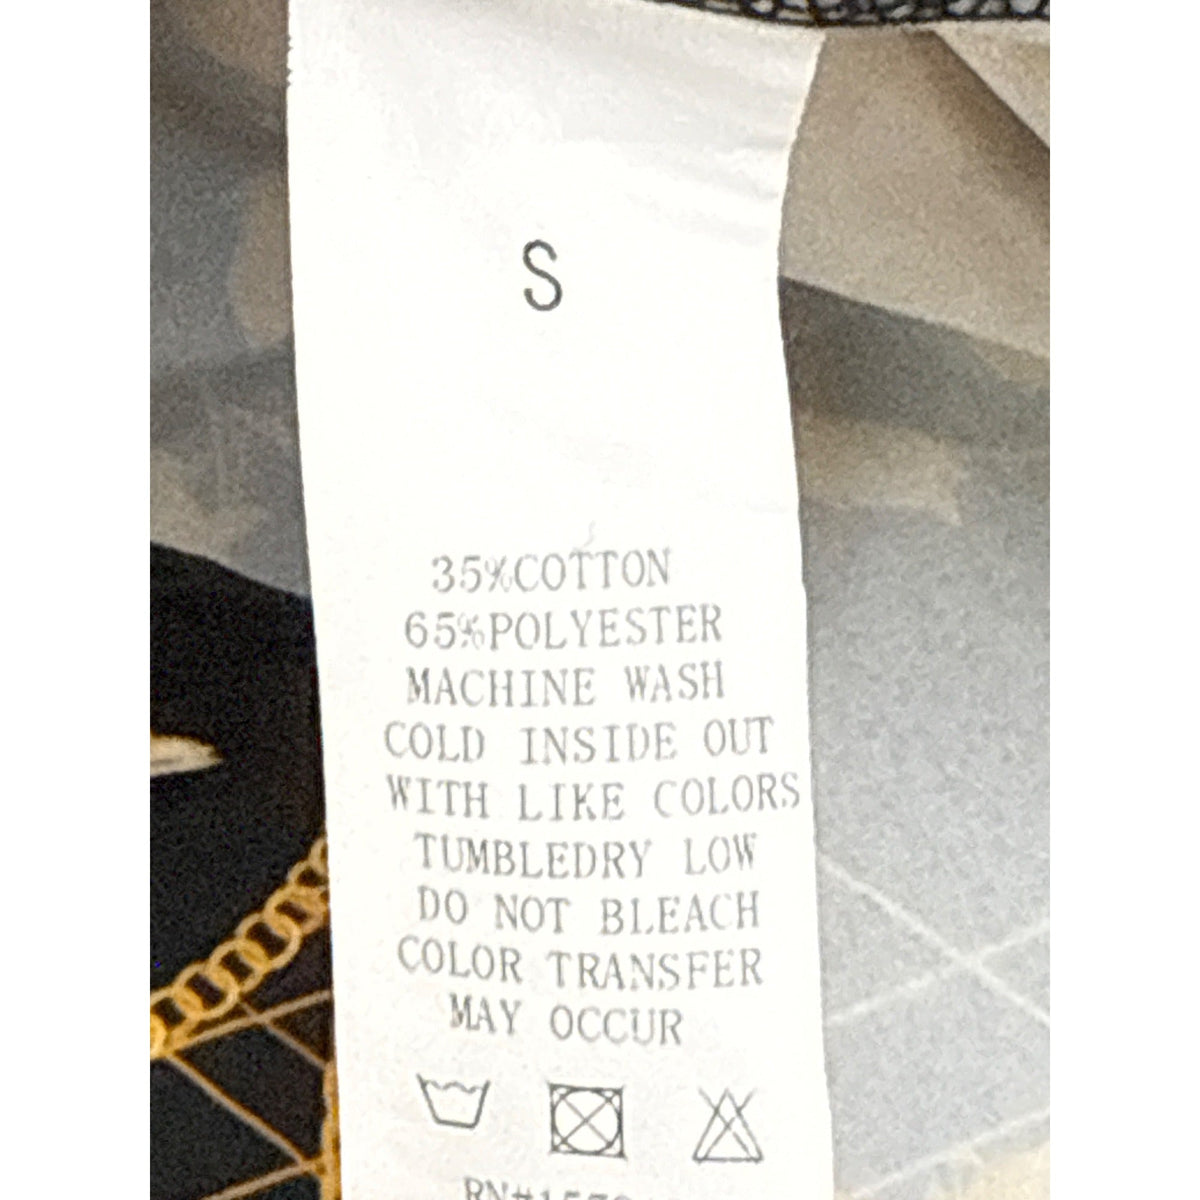 S
35%COTTON
65%POLYESTER
MACHINE WASH
COLD INSIDE OUT
WITH LIKE COLORS
TUMBLEDRY LOW
DO NOT BLEACH
COLOR TRANSFER
MAY OCCUR